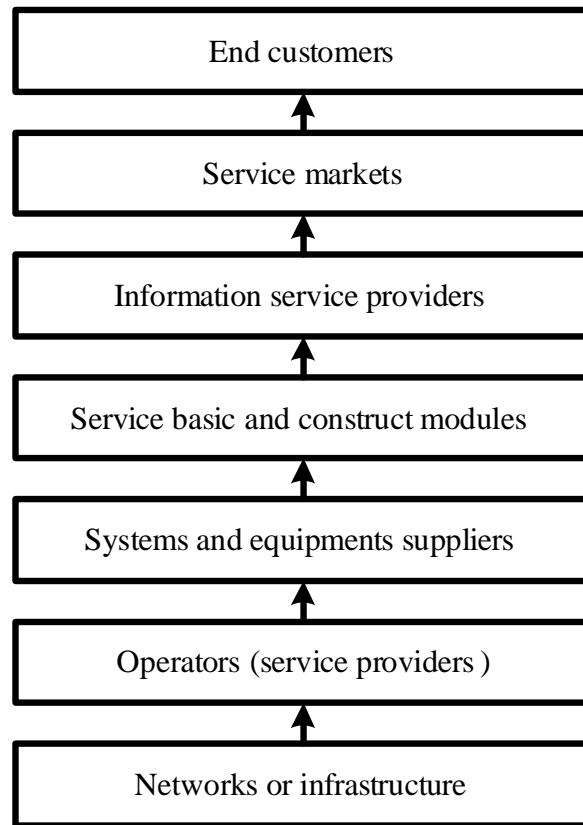 End customers
Service markets
Information service providers
Service basic and construct modules
Systems and equipments suppliers
Operators (service providers )
Networks or infrastructure